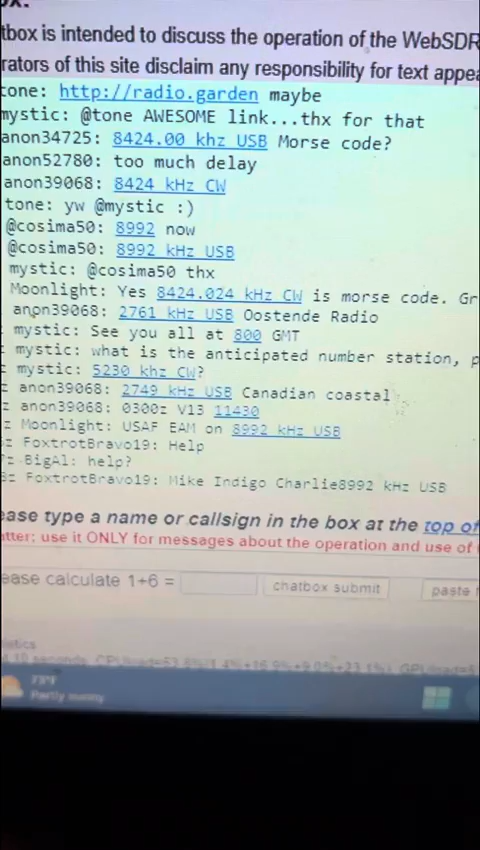 tbox is intended to discuss the operation of the WebSDR
rators of this site disclaim any responsibility for text appea
tone: http://radio.garden maybe
mystic: @tone AWESOME link...thx for that
anon34725: 8424.00 khz USB Morse code?
anon52780: too much delay
anon39068: 8424 kHz CW
tone: yw @mystic :)
@cosima50: 8992 now
@cosima50: 8992 kHz USB
mystic: @cosima50 thx
Moonlight: Yes 8424.024 kHz CW is morse code. Gr
anon39068: 2761 kHz USB Oostende Radio
mystic: See you all at 800 GMT
mystic: what is the anticipated number station, p
mystic: 5230 khz CW?
z anon39068: 2749 kHz USB Canadian coastal
z anon39068: 0300z V13 11430
z Moonlight: USAF EAM on 8992 kHz USB
z FoxtrotBravo19: Help
z BigAl: help?
z FoxtrotBravo19: Mike Indigo Charlie8992 kHz USB
ease type a name or callsign in the box at the top of
atter; use it ONLY for messages about the operation and use of
ease calculate 1+6 =
chatbox submit
paste
73°F
Partly sunny